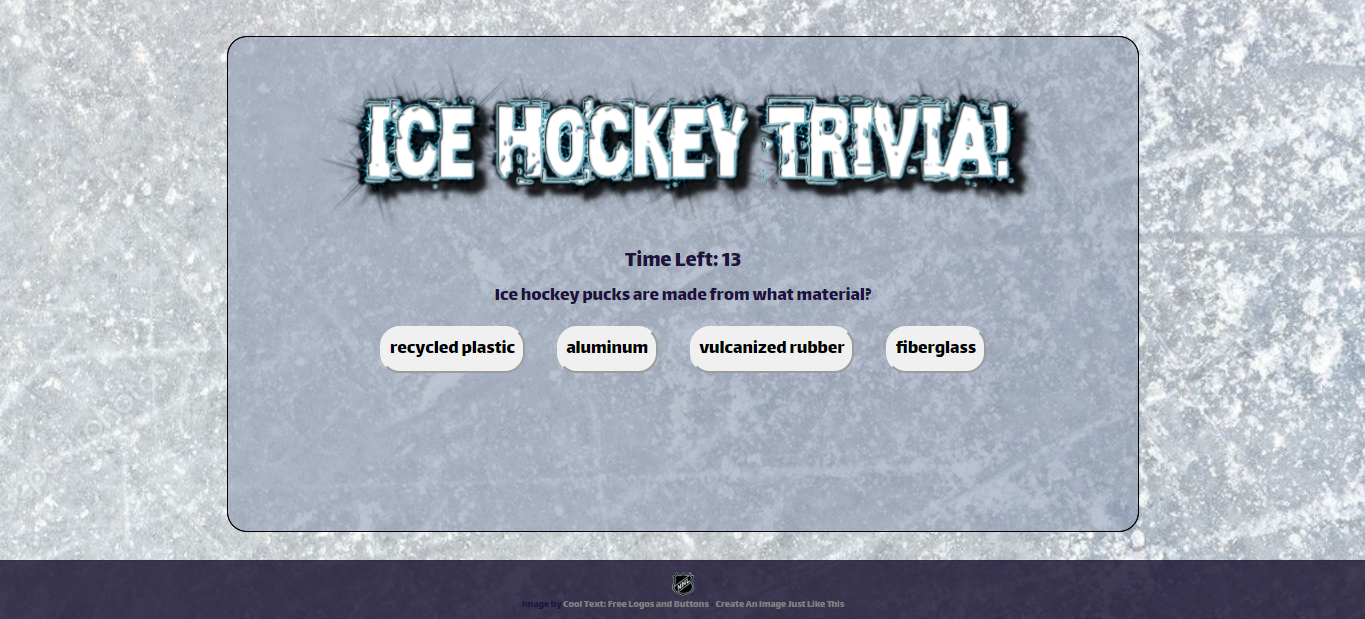 ICE HOCKEY TRIVIA!
Time Left: 13
Ice hockey pucks are made from what material?
recycled plastic aluminum vulcanized rubber fiberglass
NHL
Image by Cool Text: Free Logos and Buttons - Create An Image Just Like This